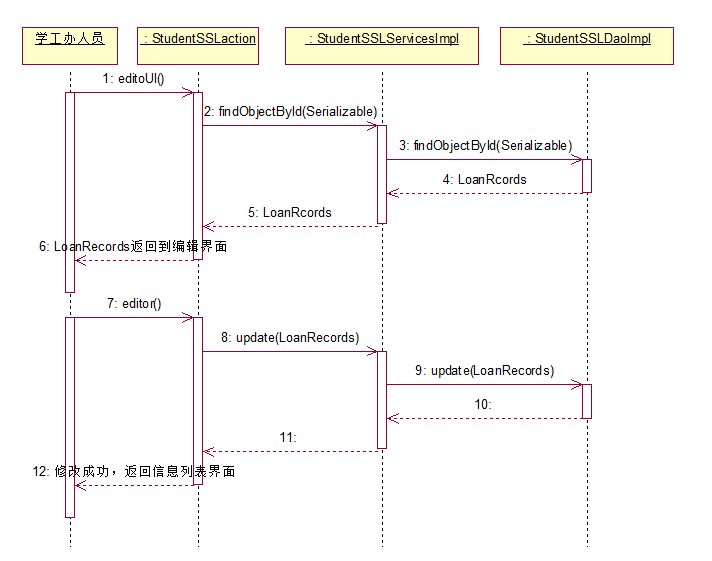 学工办人员
: StudentSSLaction
: StudentSSLServicesImpl
: StudentSSLDaoImpl
1: editoUI()
2: findObjectById(Serializable)
3: findObjectById(Serializable)
4: LoanRcords
5: LoanRcords
6: LoanRecords返回到编辑界面
7: editor()
8: update(LoanRecords)
9: update(LoanRecords)
10:
11:
12: 修改成功，返回信息列表界面